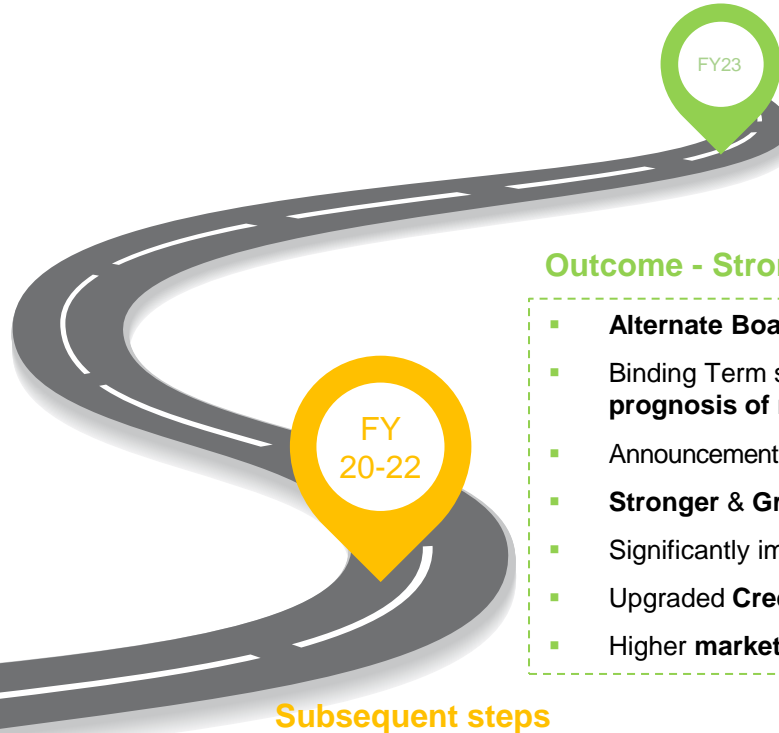 FY23
Outcome - Stro
Alternate Boa
Binding Term s
prognosis of
Announcement
Stronger & Gr
Significantly im
Upgraded Cre
Higher market
FY
20-22
Subsequent steps